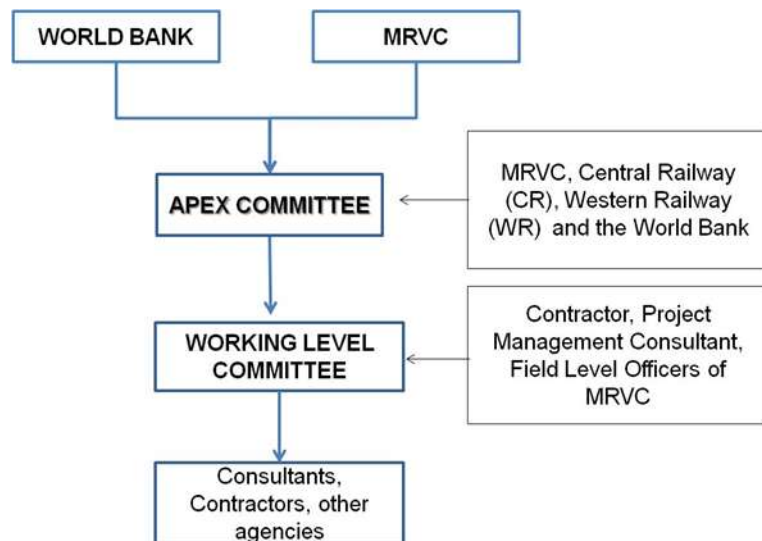 WORLD BANK
MRVC
APEX COMMITTEE
MRVC, Central Railway
(CR), Western Railway
(WR) and the World Bank
WORKING LEVEL
COMMITTEE
Contractor, Project
Management Consultant,
Field Level Officers of
MRVC
Consultants,
Contractors, other
agencies